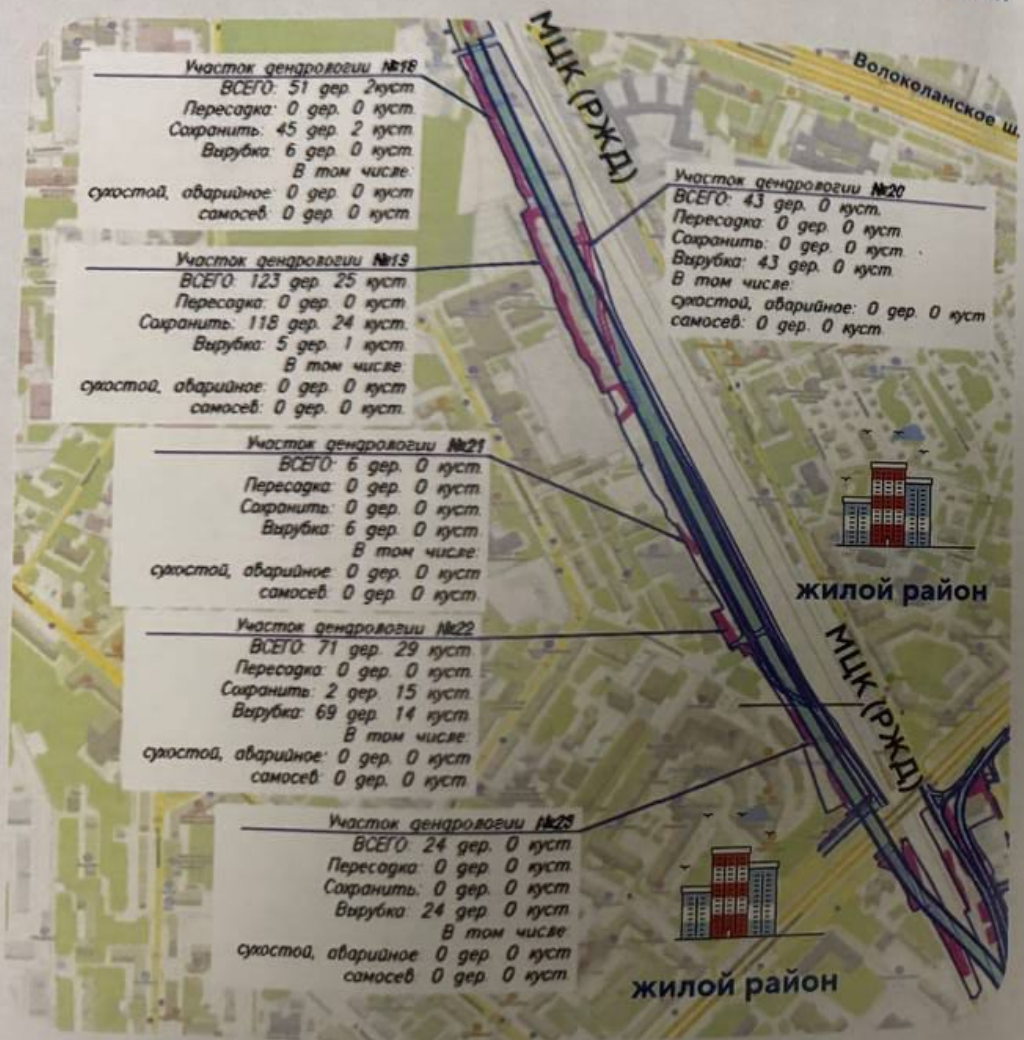 МЦК (РЖД)
Волоколамское ш.
Участок дендрологии №18
ВСЕГО: 51 дер. 2куст.
Пересадка: 0 дер. 0 куст.
Сохранить: 45 дер. 2 куст.
Вырубка: 6 дер. 0 куст.
В том числе:
сухостой, аварийное: 0 дер. 0 куст
самосев: 0 дер. 0 куст.
Участок дендрологии №20
ВСЕГО: 43 дер. 0 куст.
Пересадка: 0 дер. 0 куст.
Сохранить: 0 дер. 0 куст.
Вырубка: 43 дер. 0 куст.
В том числе:
сухостой, аварийное: 0 дер. 0 куст
самосев: 0 дер. 0 куст.
Участок дендрологии №19
ВСЕГО: 123 дер. 25 куст.
Пересадка: 0 дер. 0 куст.
Сохранить: 118 дер. 24 куст.
Вырубка: 5 дер. 1 куст.
В том числе:
сухостой, аварийное: 0 дер. 0 куст
самосев: 0 дер. 0 куст.
Участок дендрологии №21
ВСЕГО: 6 дер. 0 куст.
Пересадка: 0 дер. 0 куст.
Сохранить: 0 дер. 0 куст.
Вырубка: 6 дер. 0 куст.
В том числе:
сухостой, аварийное: 0 дер. 0 куст
самосев: 0 дер. 0 куст.
жилой район
Участок дендрологии №22
ВСЕГО: 71 дер. 29 куст.
Пересадка: 0 дер. 0 куст.
Сохранить: 2 дер. 15 куст.
Вырубка: 69 дер. 14 куст.
В том числе:
сухостой, аварийное: 0 дер. 0 куст
самосев: 0 дер. 0 куст.
МЦК (РЖД)
Участок дендрологии №23
ВСЕГО: 24 дер. 0 куст.
Пересадка: 0 дер. 0 куст.
Сохранить: 0 дер. 0 куст.
Вырубка: 24 дер. 0 куст.
В том числе:
сухостой, аварийное: 0 дер. 0 куст
самосев: 0 дер. 0 куст.
жилой район